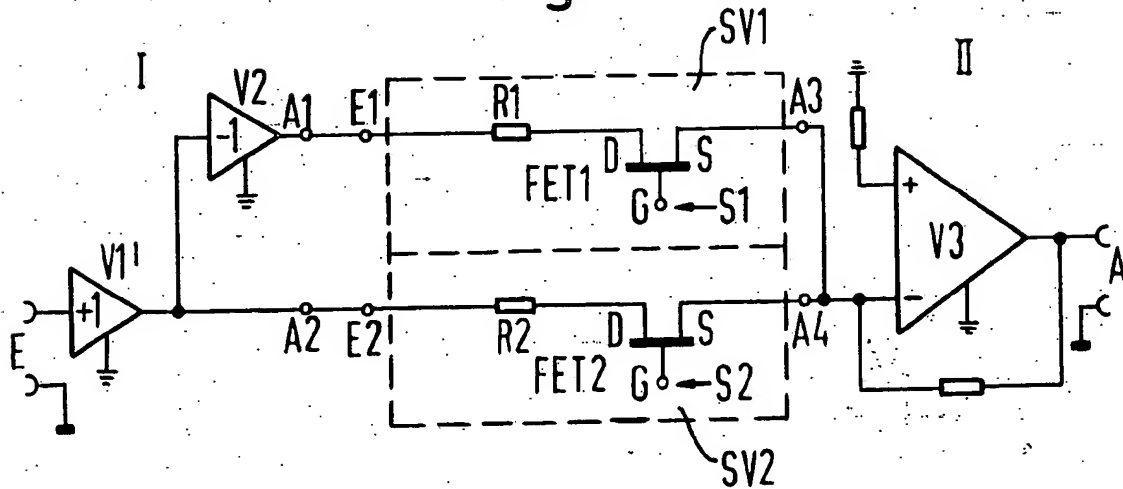 SV1
I
II
V2
A1
E1
R1
A3
-1
D
S
FET1
G
S1
+
V1'
V3
+1
A
E
A2
E2
R2
D
S
A4
-
FET2
G
S2
SV2